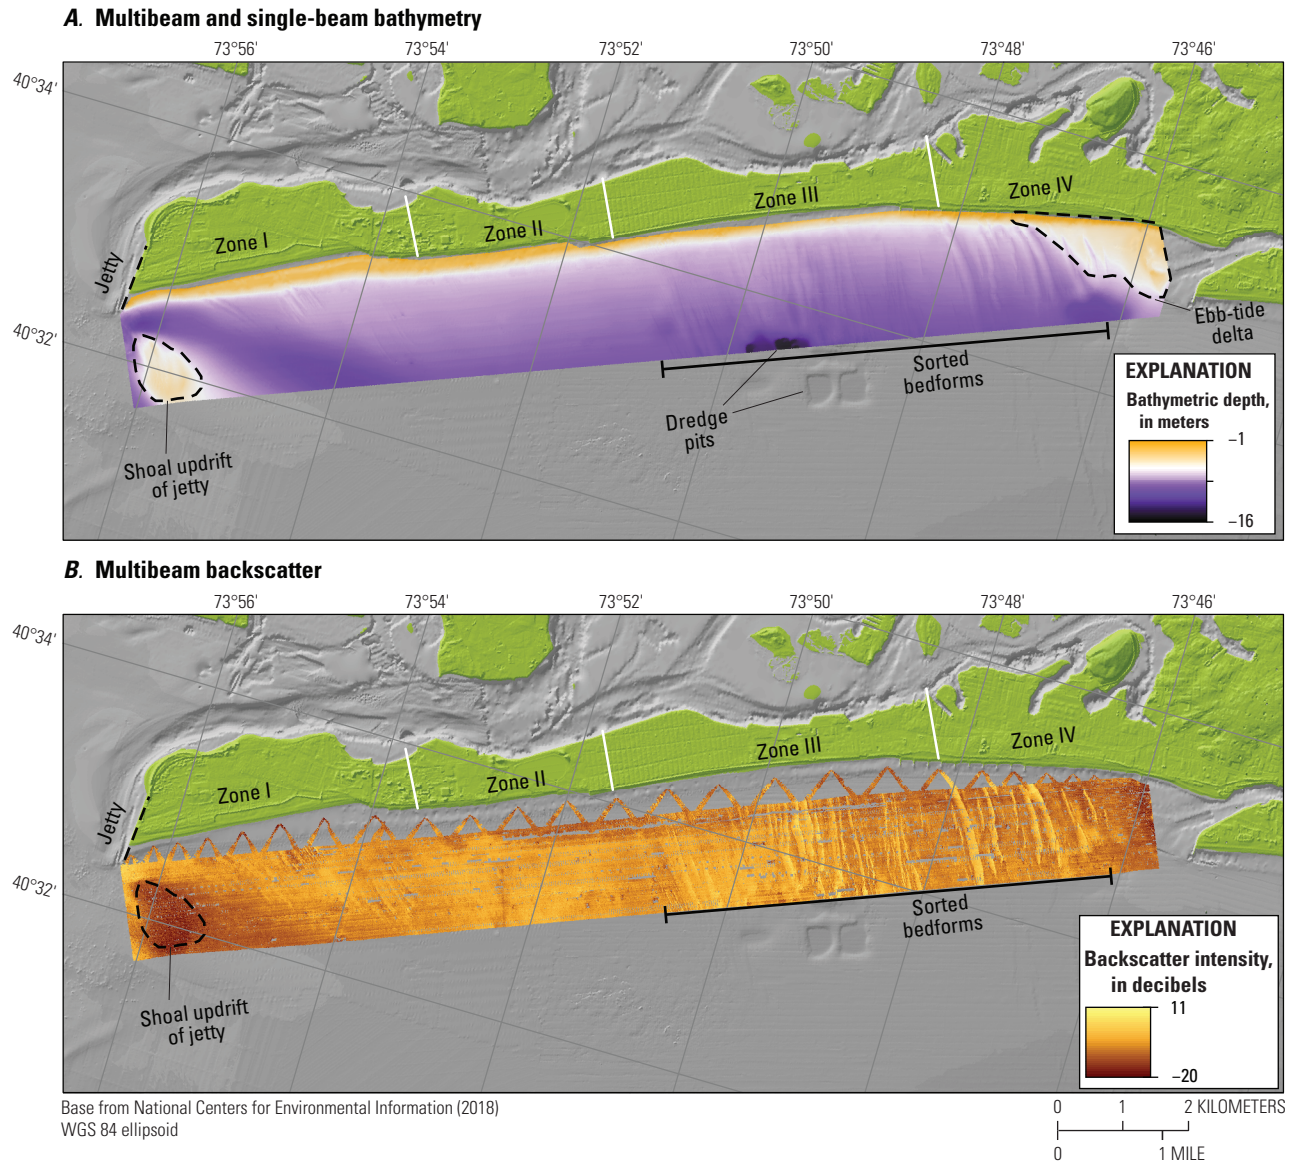 A. Multibeam and single-beam bathymetry
73°56' 73°54' 73°52' 73°50' 73°48' 73°46'
40°34'
40°32'
Jetty
Zone I
Zone II
Zone III
Zone IV
Shoal updrift
of jetty
Dredge
pits
Sorted
bedforms
Ebb-tide
delta
EXPLANATION
Bathymetric depth,
in meters
–1
–16
B. Multibeam backscatter
73°56' 73°54' 73°52' 73°50' 73°48' 73°46'
40°34'
40°32'
Jetty
Zone I
Zone II
Zone III
Zone IV
Shoal updrift
of jetty
Sorted
bedforms
EXPLANATION
Backscatter intensity,
in decibels
11
–20
Base from National Centers for Environmental Information (2018)
WGS 84 ellipsoid
0 1 2 KILOMETERS
0 1 MILE